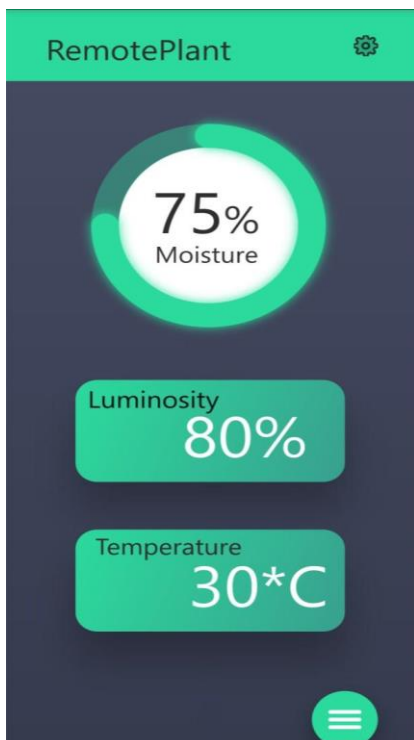 RemotePlant
75%
Moisture
Luminosity
80%
Temperature
30*C